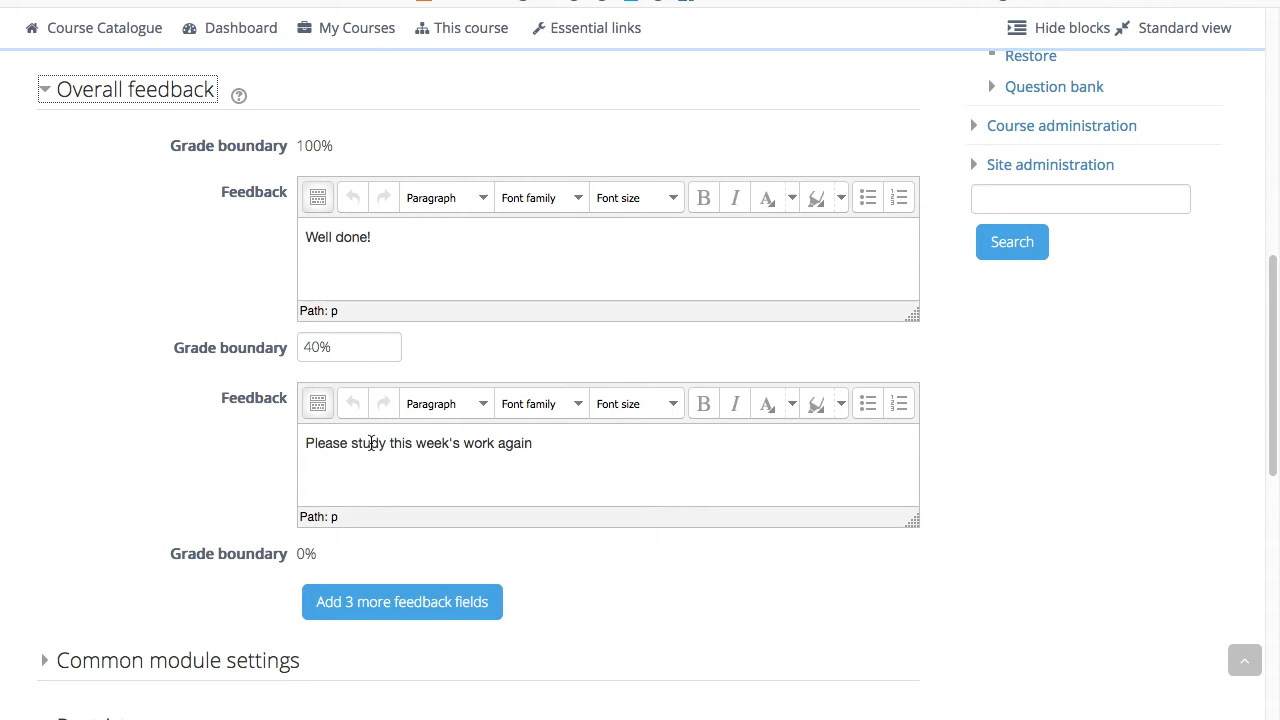 Course Catalogue Dashboard My Courses This course Essential links Hide blocks Standard view
Restore
Question bank
Course administration
Site administration
Search
Overall feedback
Grade boundary 100%
Feedback
Paragraph Font family Font size B I A
Well done!
Path: p
Grade boundary 40%
Feedback
Paragraph Font family Font size B I A
Please study this week's work again
Path: p
Grade boundary 0%
Add 3 more feedback fields
Common module settings